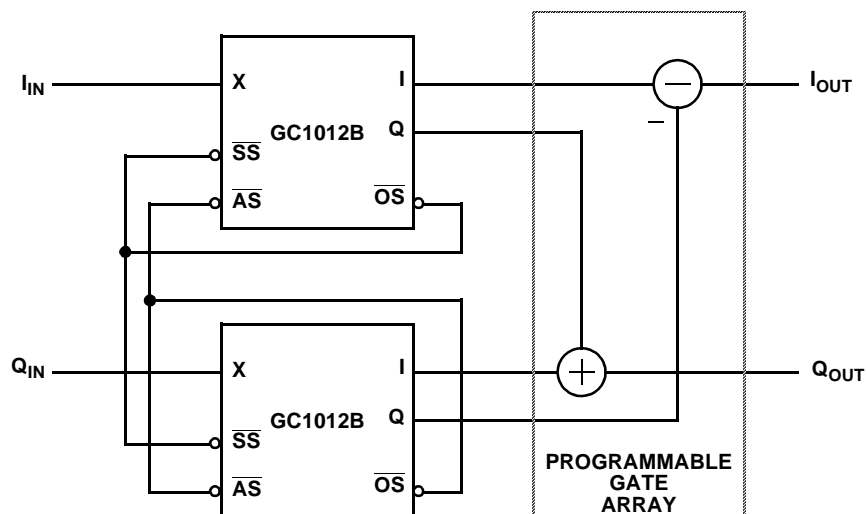 I_IN
X
I
GC1012B
Q
SS
AS
OS
−
−
I_OUT
Q_IN
X
I
GC1012B
Q
SS
AS
OS
+
Q_OUT
PROGRAMMABLE
GATE
ARRAY